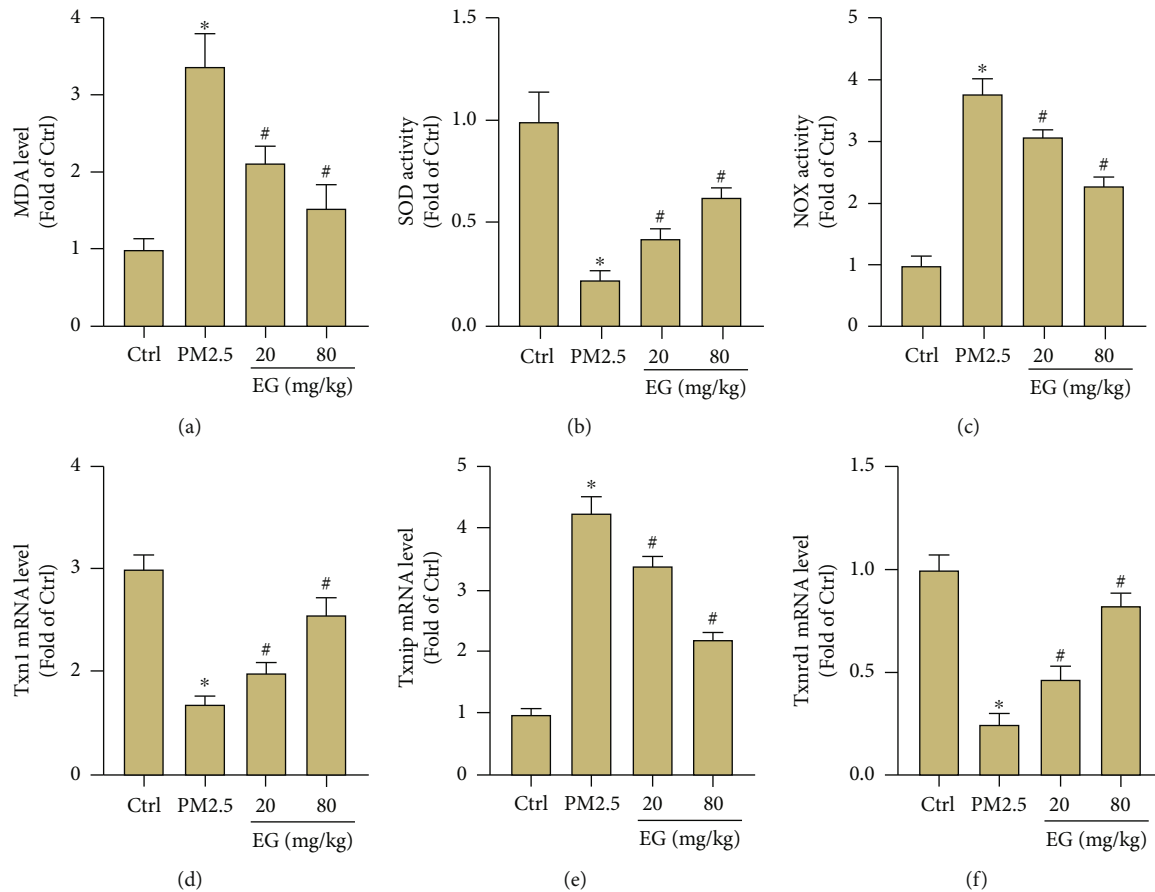 MDA level
(Fold of Ctrl)
4
3
2
1
0
*
#
#
Ctrl
PM2.5
20
80
EG (mg/kg)
(a)
SOD activity
(Fold of Ctrl)
1.5
1.0
0.5
0.0
*
#
#
Ctrl
PM2.5
20
80
EG (mg/kg)
(b)
NOX activity
(Fold of Ctrl)
5
4
3
2
1
0
*
#
#
Ctrl
PM2.5
20
80
EG (mg/kg)
(c)
Txn1 mRNA level
(Fold of Ctrl)
4
3
2
0
*
#
#
Ctrl
PM2.5
20
80
EG (mg/kg)
(d)
Txnip mRNA level
(Fold of Ctrl)
5
4
3
2
1
0
*
#
#
Ctrl
PM2.5
20
80
EG (mg/kg)
(e)
Txnrd1 mRNA level
(Fold of Ctrl)
1.5
1.0
0.5
0.0
*
#
#
Ctrl
PM2.5
20
80
EG (mg/kg)
(f)